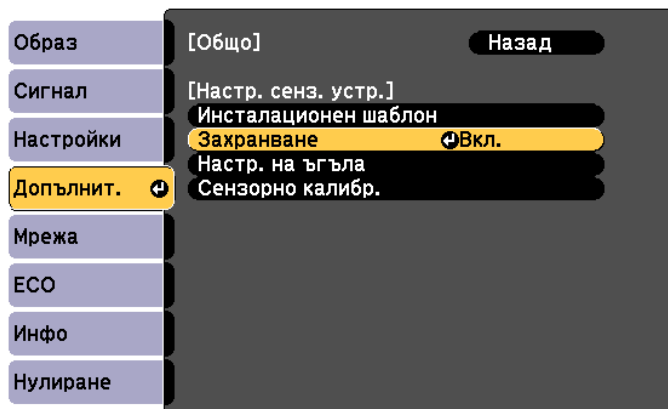 Образ
Сигнал
Настройки
Допълнит.
Мрежа
ECO
Инфо
Нулиране
[Общо] Назад
[Настр. сенз. устр.]
Инсталационен шаблон
Захранване Вкл.
Настр. на ъгъла
Сензорно калибр.